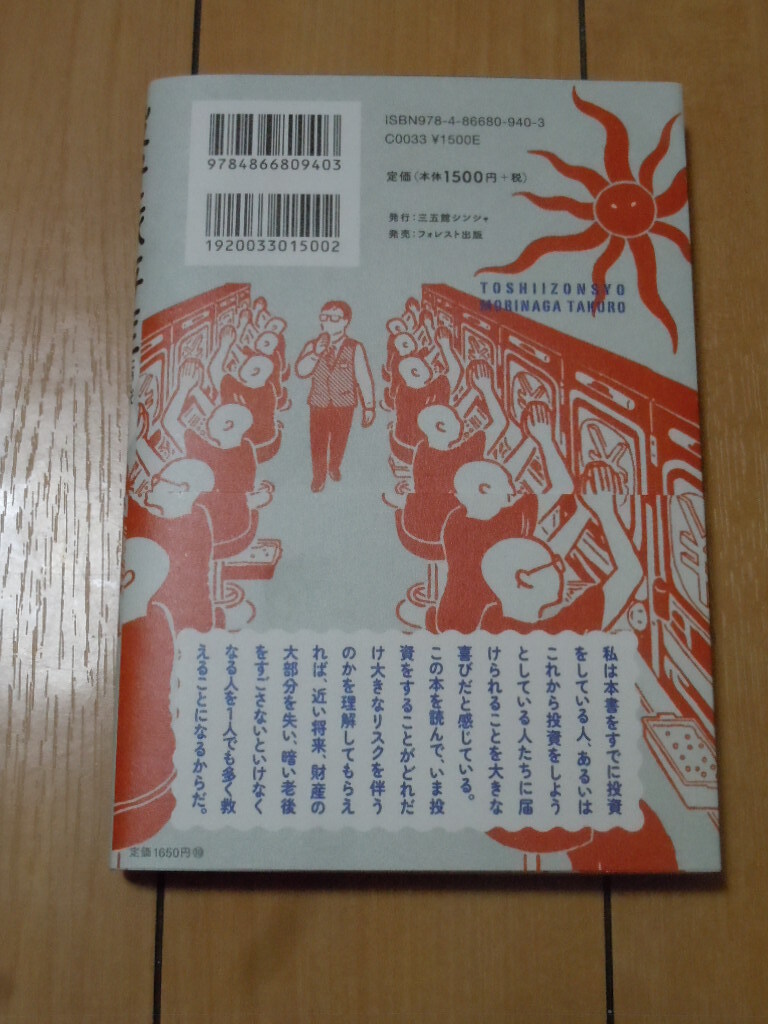 ISBN978-4-86680-940-3
C0033 ¥1500E
9784866809403
定価(本体1500円+税)
1920033015002
発行:三五館シンシャ
発売:フォレスト出版
TOSHIIZONSYO
MORINAGA TAKURO
私は本書をすでに投資
をしている人、あるいは
これから投資をしよう
としている人たちに届
けられることを大きな
喜びだと感じている。
この本を読んで、いま投
資をすることがどれだ
け大きなリスクを伴う
のかを理解してもらえ
れば、近い将来、財産の
大部分を失い、暗い老後
をすごさないといけなく
なる人を1人でも多く救
えることになるからだ。
定価1650円⑩